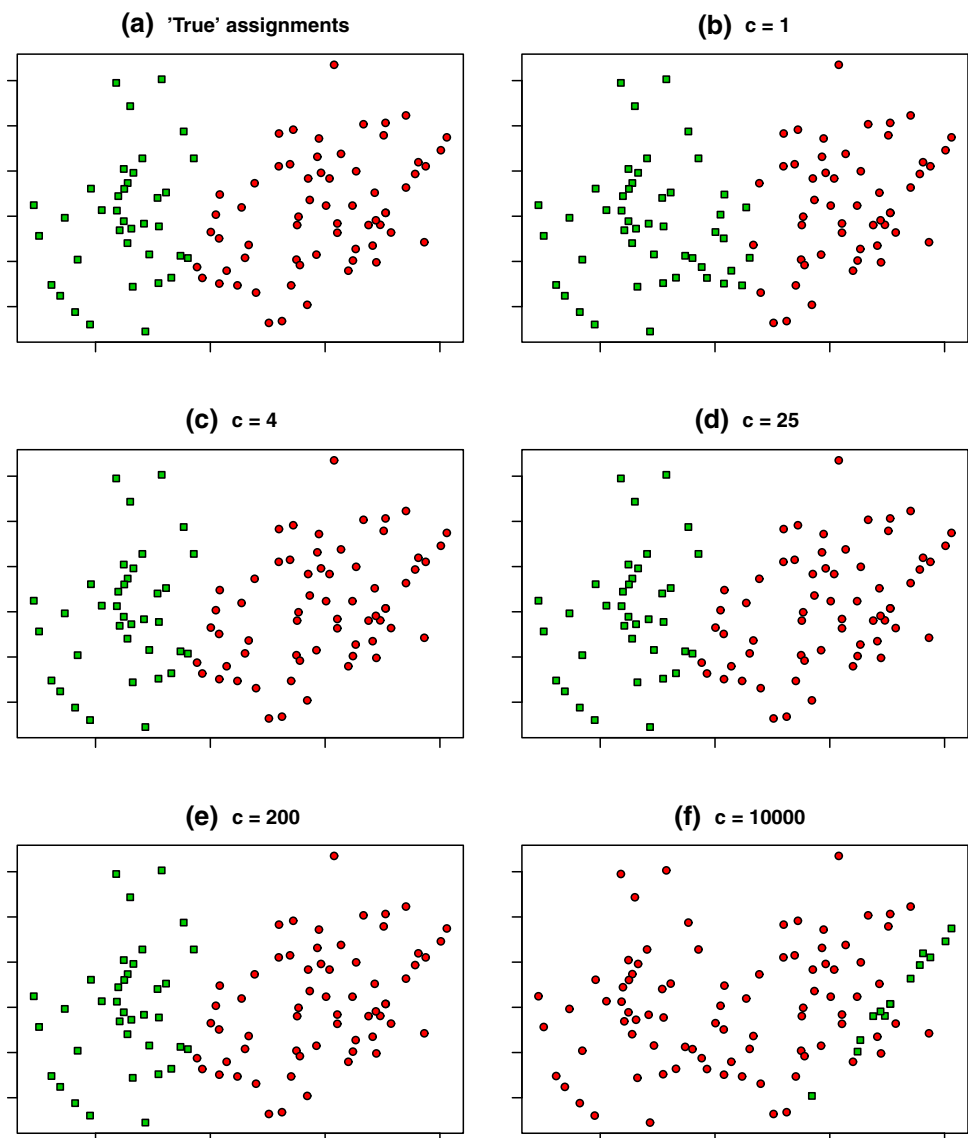 (a) 'True' assignments
(b) c = 1
(c) c = 4
(d) c = 25
(e) c = 200
(f) c = 10000